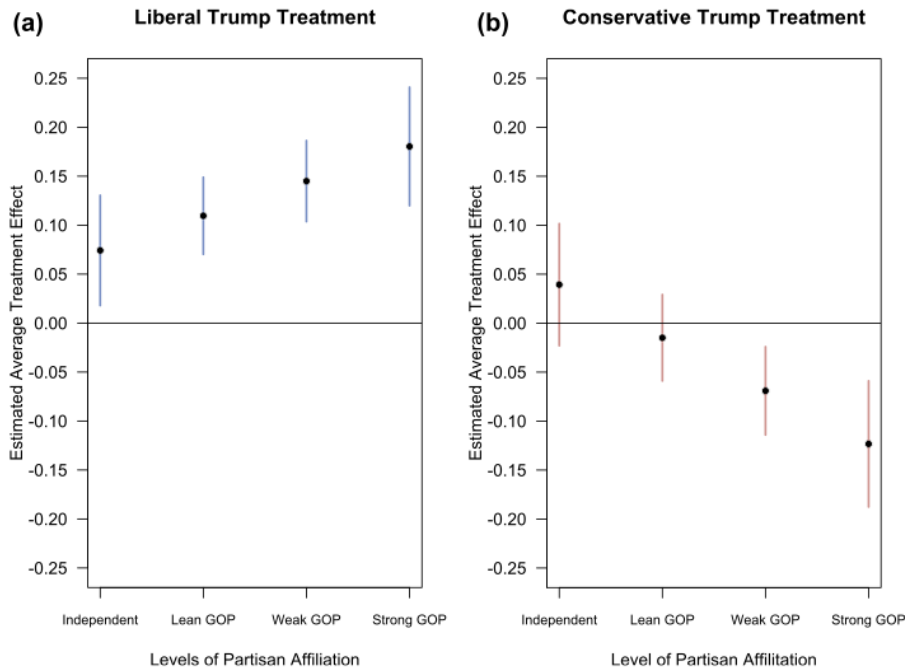 (a)
Liberal Trump Treatment
Estimated Average Treatment Effect
0.25
0.20
0.15
0.10
0.05
0.00
-0.05
-0.10
-0.15
-0.20
-0.25
Independent Lean GOP Weak GOP Strong GOP
Levels of Partisan Affiliation
(b)
Conservative Trump Treatment
Estimated Average Treatment Effect
0.25
0.20
0.15
0.10
0.05
0.00
-0.05
-0.10
-0.15
-0.20
-0.25
Independent Lean GOP Weak GOP Strong GOP
Level of Partisan Affilitation